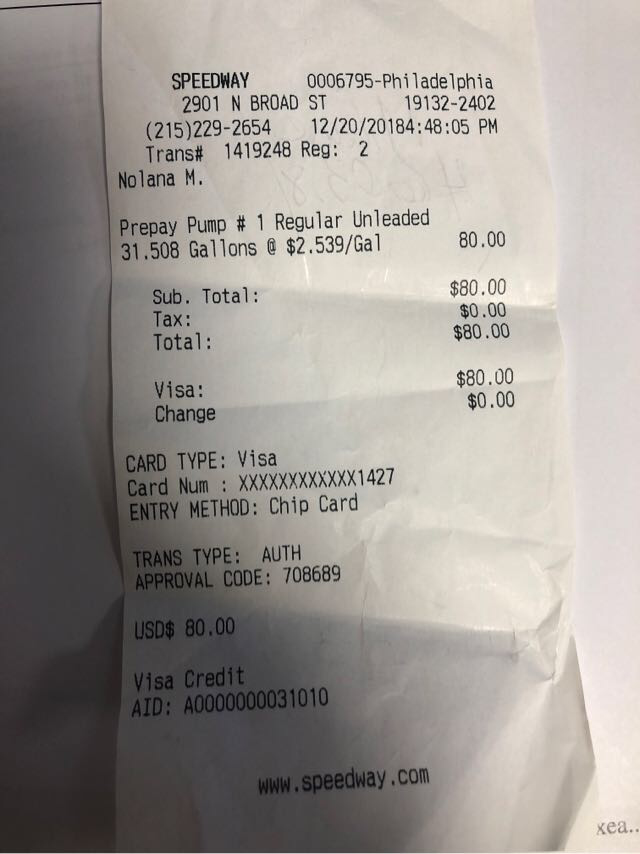 SPEEDWAY 0006795-Philadelphia
2901 N BROAD ST 19132-2402
(215)229-2654 12/20/20184:48:05 PM
Trans# 1419248 Reg: 2
Nolana M.
Prepay Pump # 1 Regular Unleaded
31.508 Gallons @ $2.539/Gal 80.00
Sub. Total: $80.00
Tax: $0.00
Total: $80.00
Visa: $80.00
Change $0.00
CARD TYPE: Visa
Card Num : XXXXXXXXXXXX1427
ENTRY METHOD: Chip Card
TRANS TYPE: AUTH
APPROVAL CODE: 708689
USD$ 80.00
Visa Credit
AID: A0000000031010
www.speedway.com
xea..